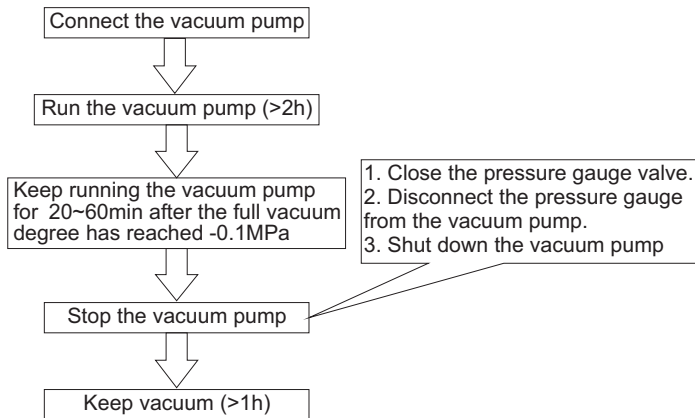 Connect the vacuum pump
Run the vacuum pump (>2h)
Keep running the vacuum pump
for 20~60min after the full vacuum
degree has reached -0.1MPa
1. Close the pressure gauge valve.
2. Disconnect the pressure gauge
from the vacuum pump.
3. Shut down the vacuum pump
Stop the vacuum pump
Keep vacuum (>1h)